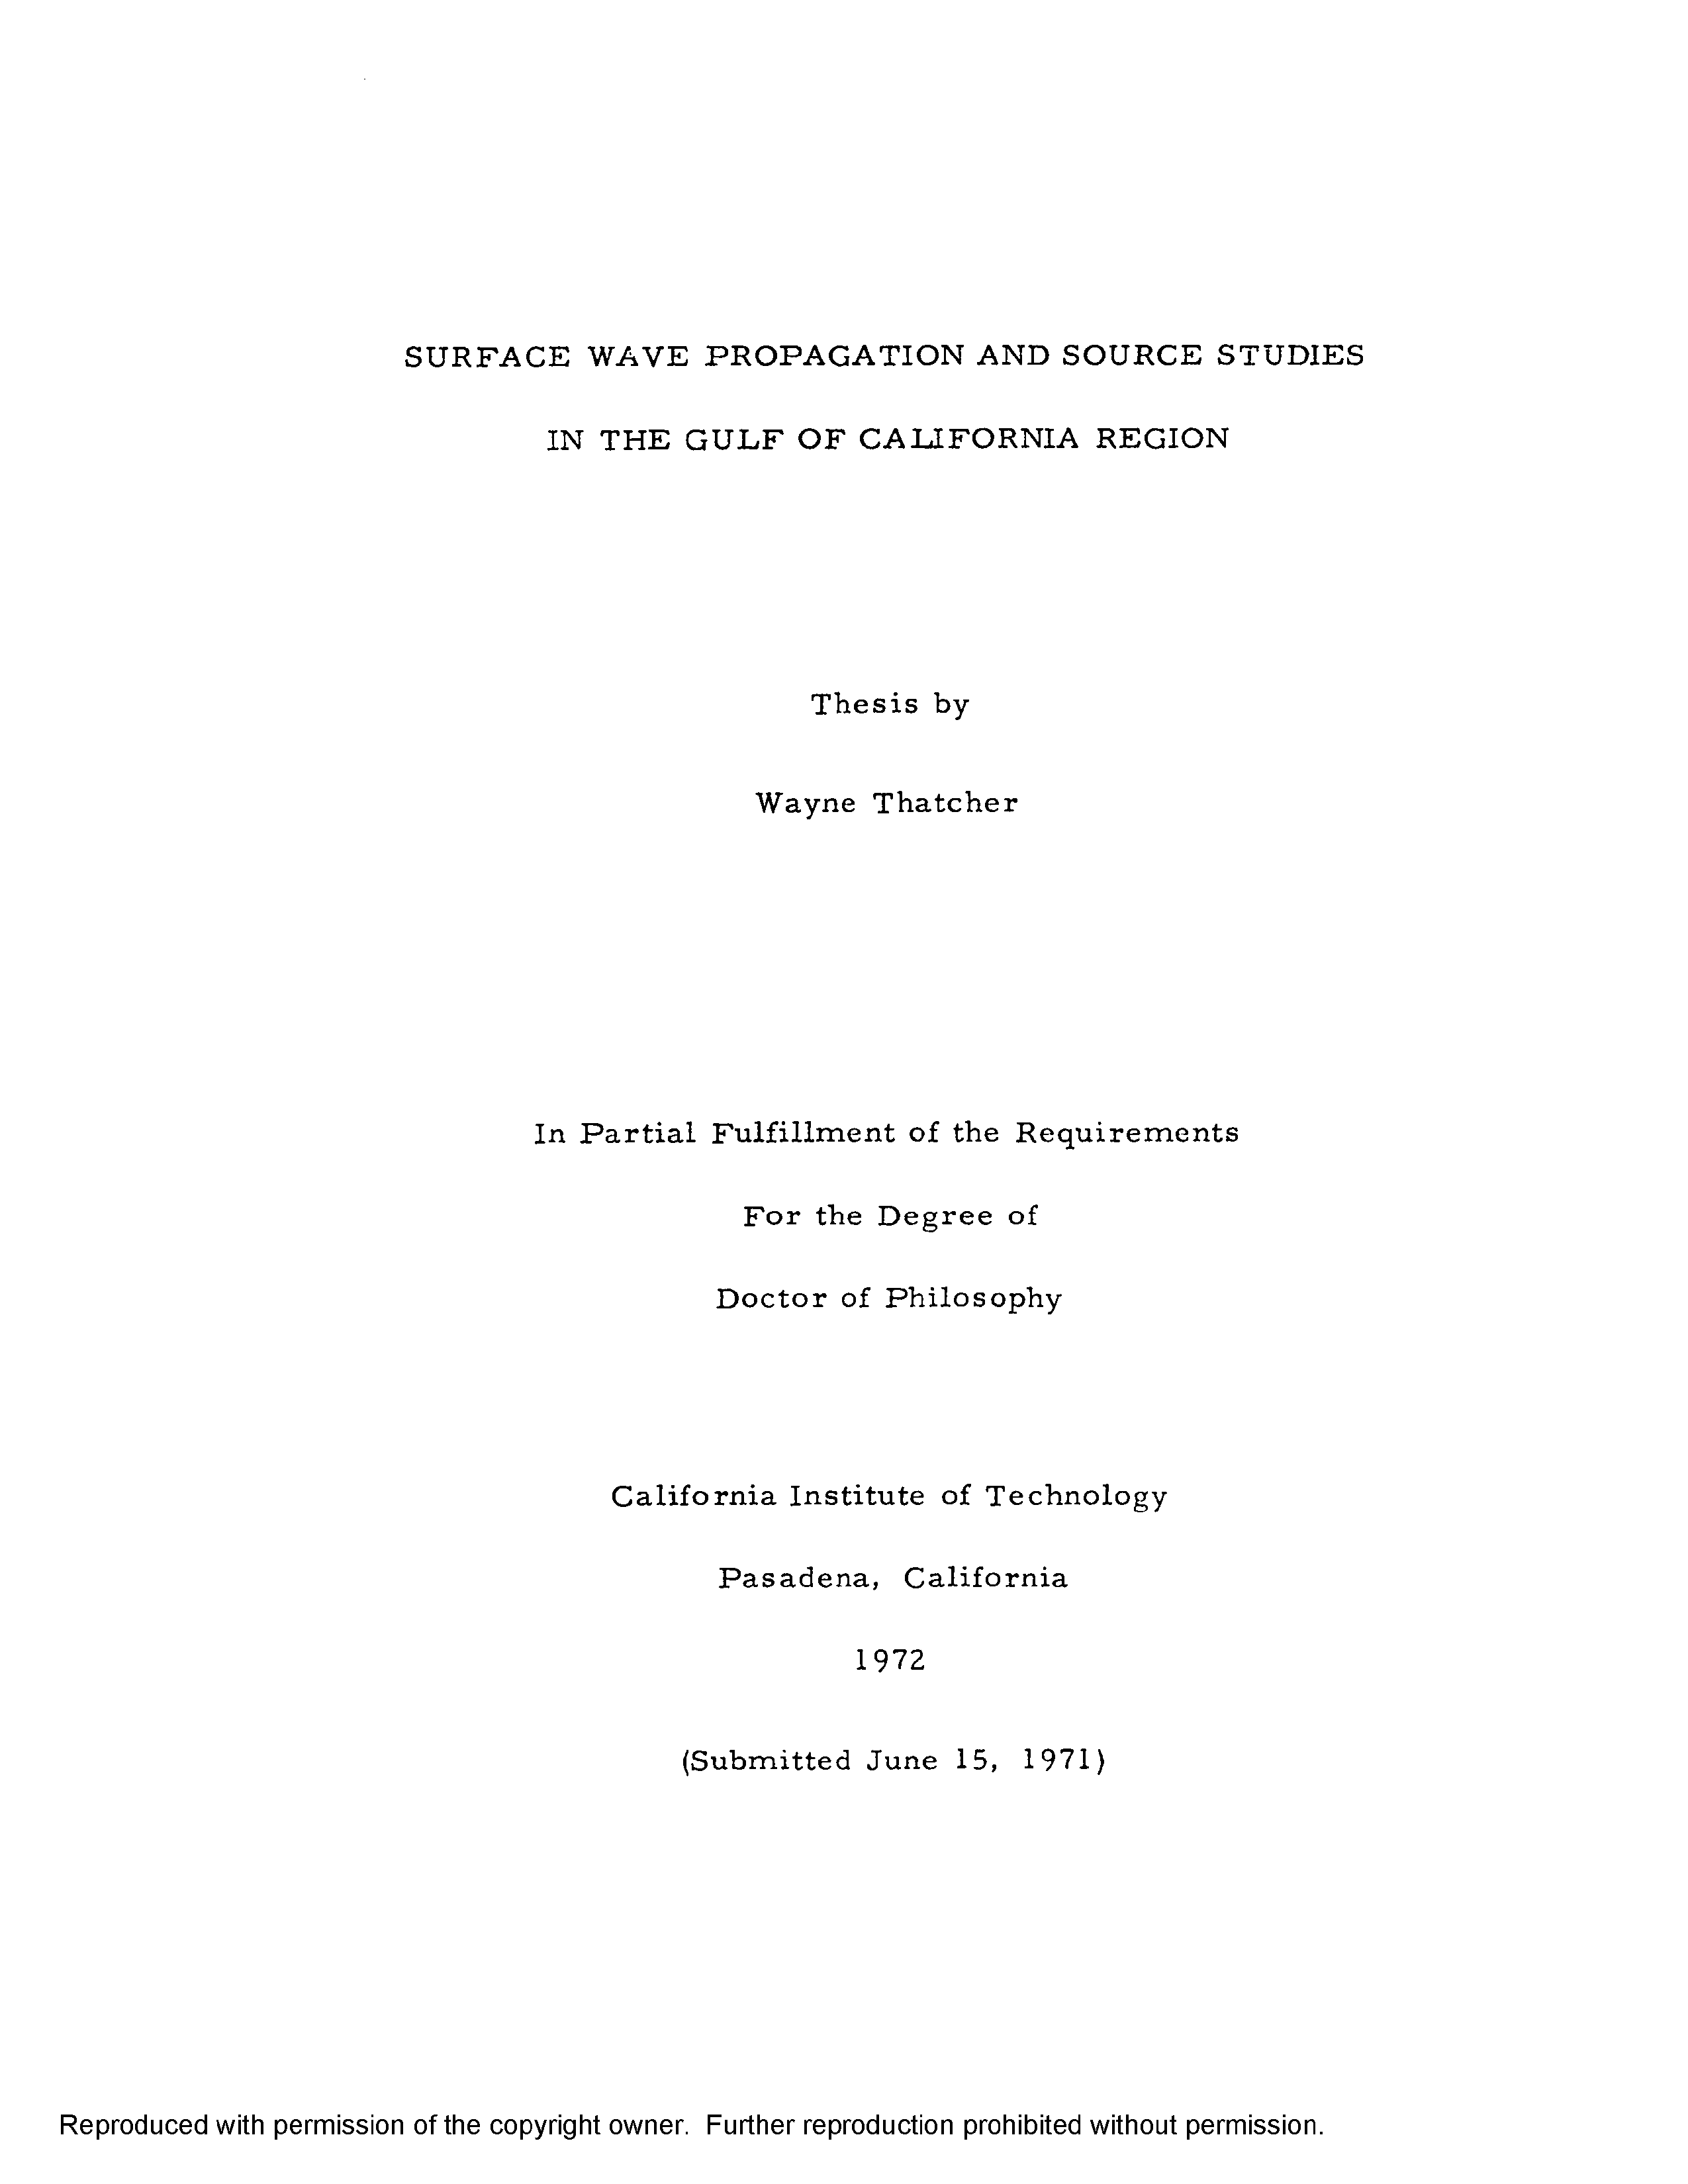 SURFACE WAVE PROPAGATION AND SOURCE STUDIES
IN THE GULF OF CALIFORNIA REGION
Thesis by
Wayne Thatcher
In Partial Fulfillment of the Requirements
For the Degree of
Doctor of Philosophy
California Institute of Technology
Pasadena, California
1972
(Submitted June 15, 1971)
Reproduced with permission of the copyright owner. Further reproduction prohibited without permission.